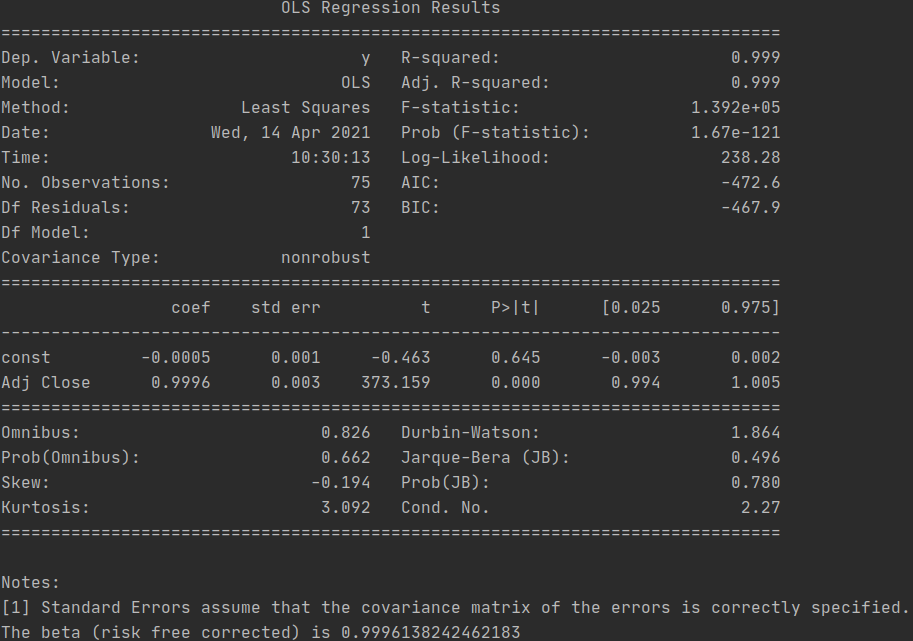 OLS Regression Results
==============================================================================
Dep. Variable:                      y   R-squared:                       0.999
Model:                            OLS   Adj. R-squared:                  0.999
Method:                 Least Squares   F-statistic:                 1.392e+05
Date:                Wed, 14 Apr 2021   Prob (F-statistic):          1.67e-121
Time:                        10:30:13   Log-Likelihood:                 238.28
No. Observations:                  75   AIC:                            -472.6
Df Residuals:                      73   BIC:                            -467.9
Df Model:                           1
Covariance Type:            nonrobust
==============================================================================
                 coef    std err          t      P>|t|      [0.025      0.975]
------------------------------------------------------------------------------
const         -0.0005      0.001     -0.463      0.645      -0.003       0.002
Adj Close      0.9996      0.003    373.159      0.000       0.994       1.005
==============================================================================
Omnibus:                        0.826   Durbin-Watson:                   1.864
Prob(Omnibus):                  0.662   Jarque-Bera (JB):                0.496
Skew:                          -0.194   Prob(JB):                        0.780
Kurtosis:                       3.092   Cond. No.                         2.27
==============================================================================

Notes:
[1] Standard Errors assume that the covariance matrix of the errors is correctly specified.
The beta (risk free corrected) is 0.9996138242462183